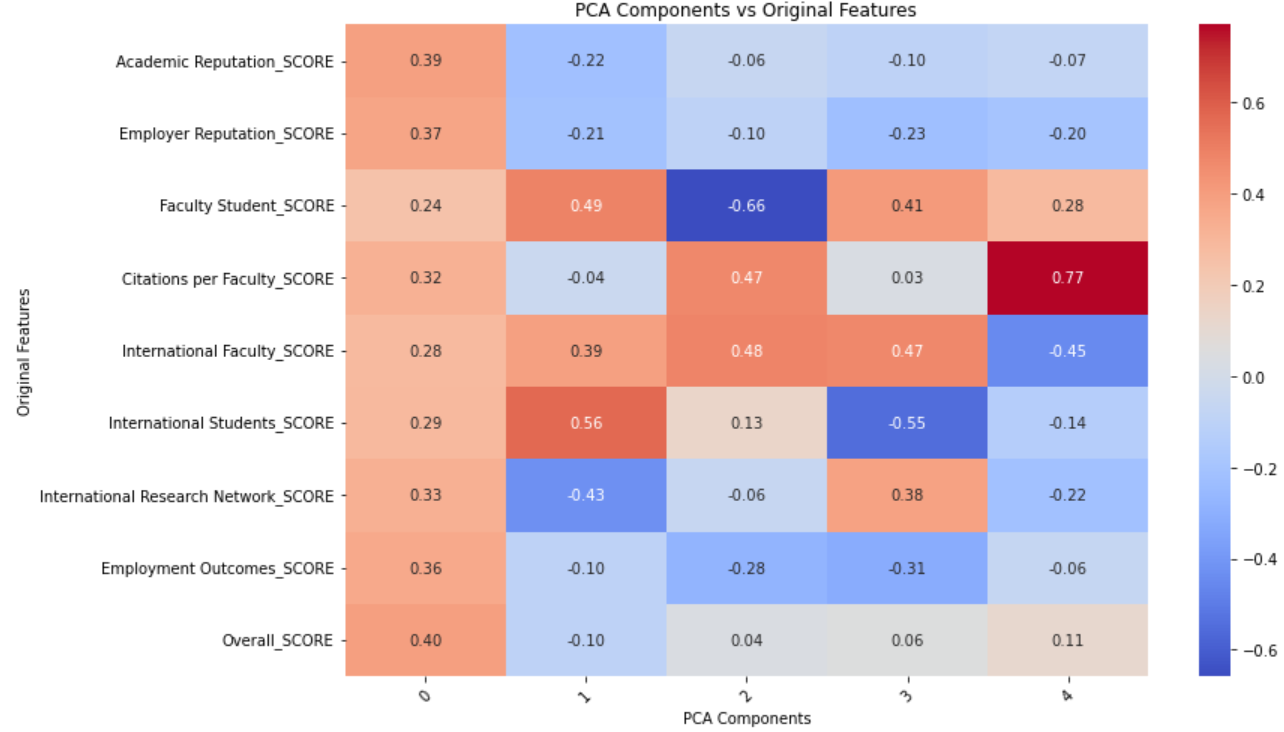 PCA Components vs Original Features
Academic Reputation_SCORE 0.39 -0.22 -0.06 -0.10 -0.07
Employer Reputation_SCORE 0.37 -0.21 -0.10 -0.23 -0.20
Faculty Student_SCORE 0.24 0.49 -0.66 0.41 0.28
Citations per Faculty_SCORE 0.32 -0.04 0.47 0.03 0.77
International Faculty_SCORE 0.28 0.39 0.48 0.47 -0.45
International Students_SCORE 0.29 0.56 0.13 -0.55 -0.14
International Research Network_SCORE 0.33 -0.43 -0.06 0.38 -0.22
Employment Outcomes_SCORE 0.36 -0.10 -0.28 -0.31 -0.06
Overall_SCORE 0.40 -0.10 0.04 0.06 0.11
0 1 2 3 4
PCA Components
Original Features
0.6
0.4
0.2
0.0
−0.2
−0.4
−0.6